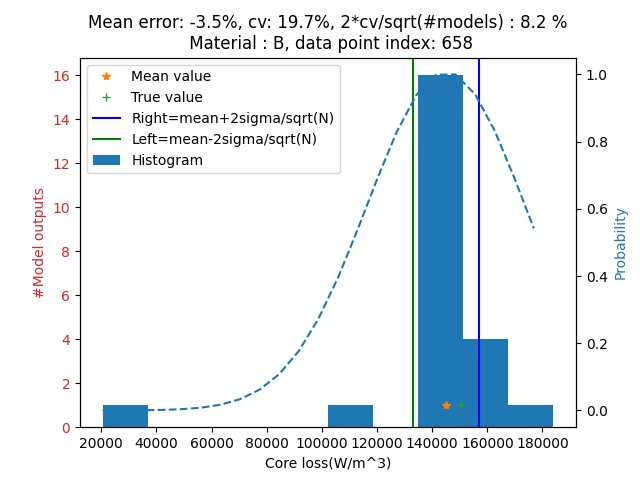 Mean error: -3.5%, cv: 19.7%, 2*cv/sqrt(#models) : 8.2 %
Material : B, data point index: 658
Mean value
True value
Right=mean+2sigma/sqrt(N)
Left=mean-2sigma/sqrt(N)
Histogram
16
14
12
10
8
6
4
2
0
#Model outputs
1.0
0.8
0.6
0.4
0.2
0.0
Probability
20000 40000 60000 80000 100000 120000 140000 160000 180000
Core loss(W/m^3)